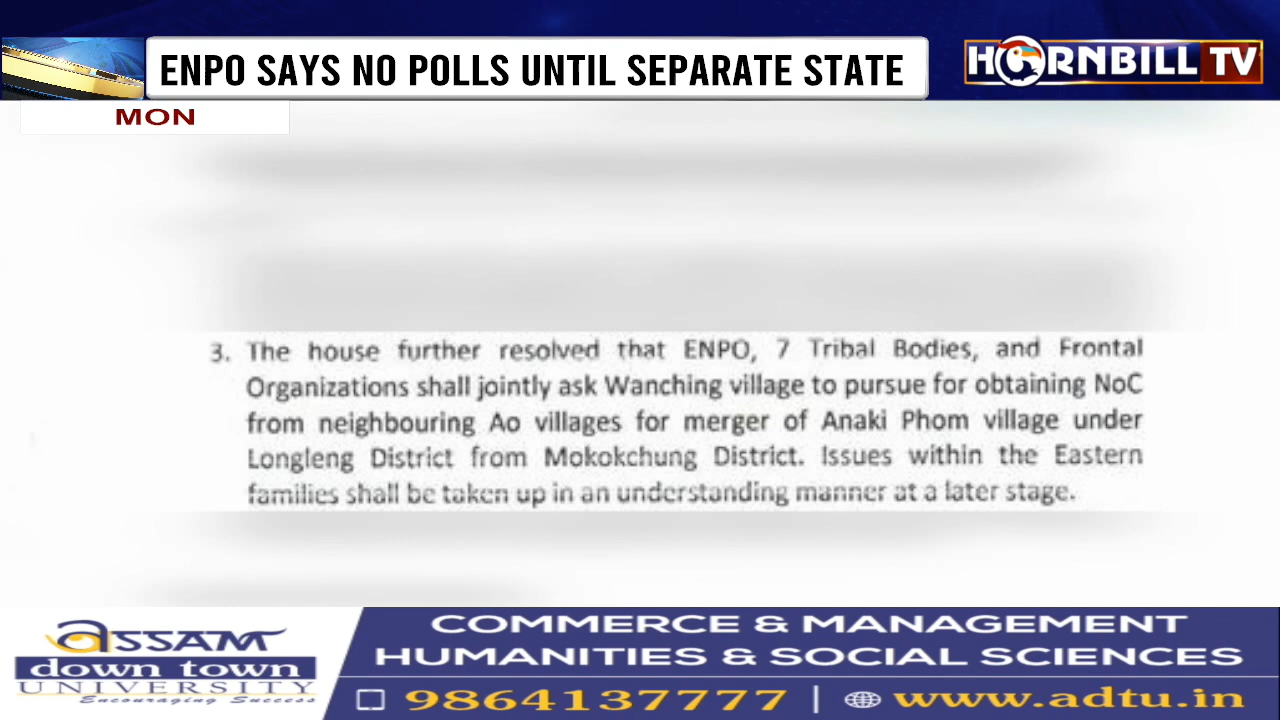 ENPO SAYS NO POLLS UNTIL SEPARATE STATE
HORNBILL TV
MON
3. The house further resolved that ENPO, 7 Tribal Bodies, and Frontal
Organizations shall jointly ask Wanching village to pursue for obtaining NoC
from neighbouring Ao villages for merger of Anaki Phom village under
Longleng District from Mokokchung District. Issues within the Eastern
families shall be taken up in an understanding manner at a later stage.
assam
down town
UNIVERSITY
Encouraging Success
COMMERCE & MANAGEMENT
HUMANITIES & SOCIAL SCIENCES
9864137777 | www.adtu.in